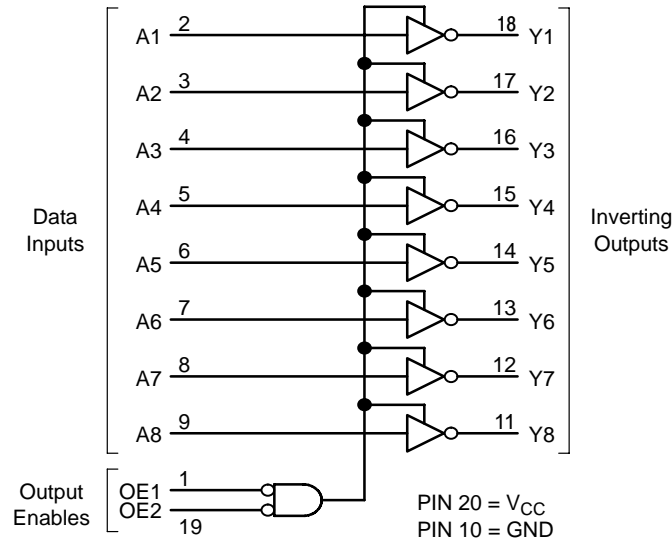 A1 2 18 Y1
A2 3 17 Y2
A3 4 16 Y3
A4 5 15 Y4
Data
Inputs
Inverting
Outputs
A5 6 14 Y5
A6 7 13 Y6
A7 8 12 Y7
A8 9 11 Y8
Output
Enables
OE1 1
OE2 19
PIN 20 = VCC
PIN 10 = GND